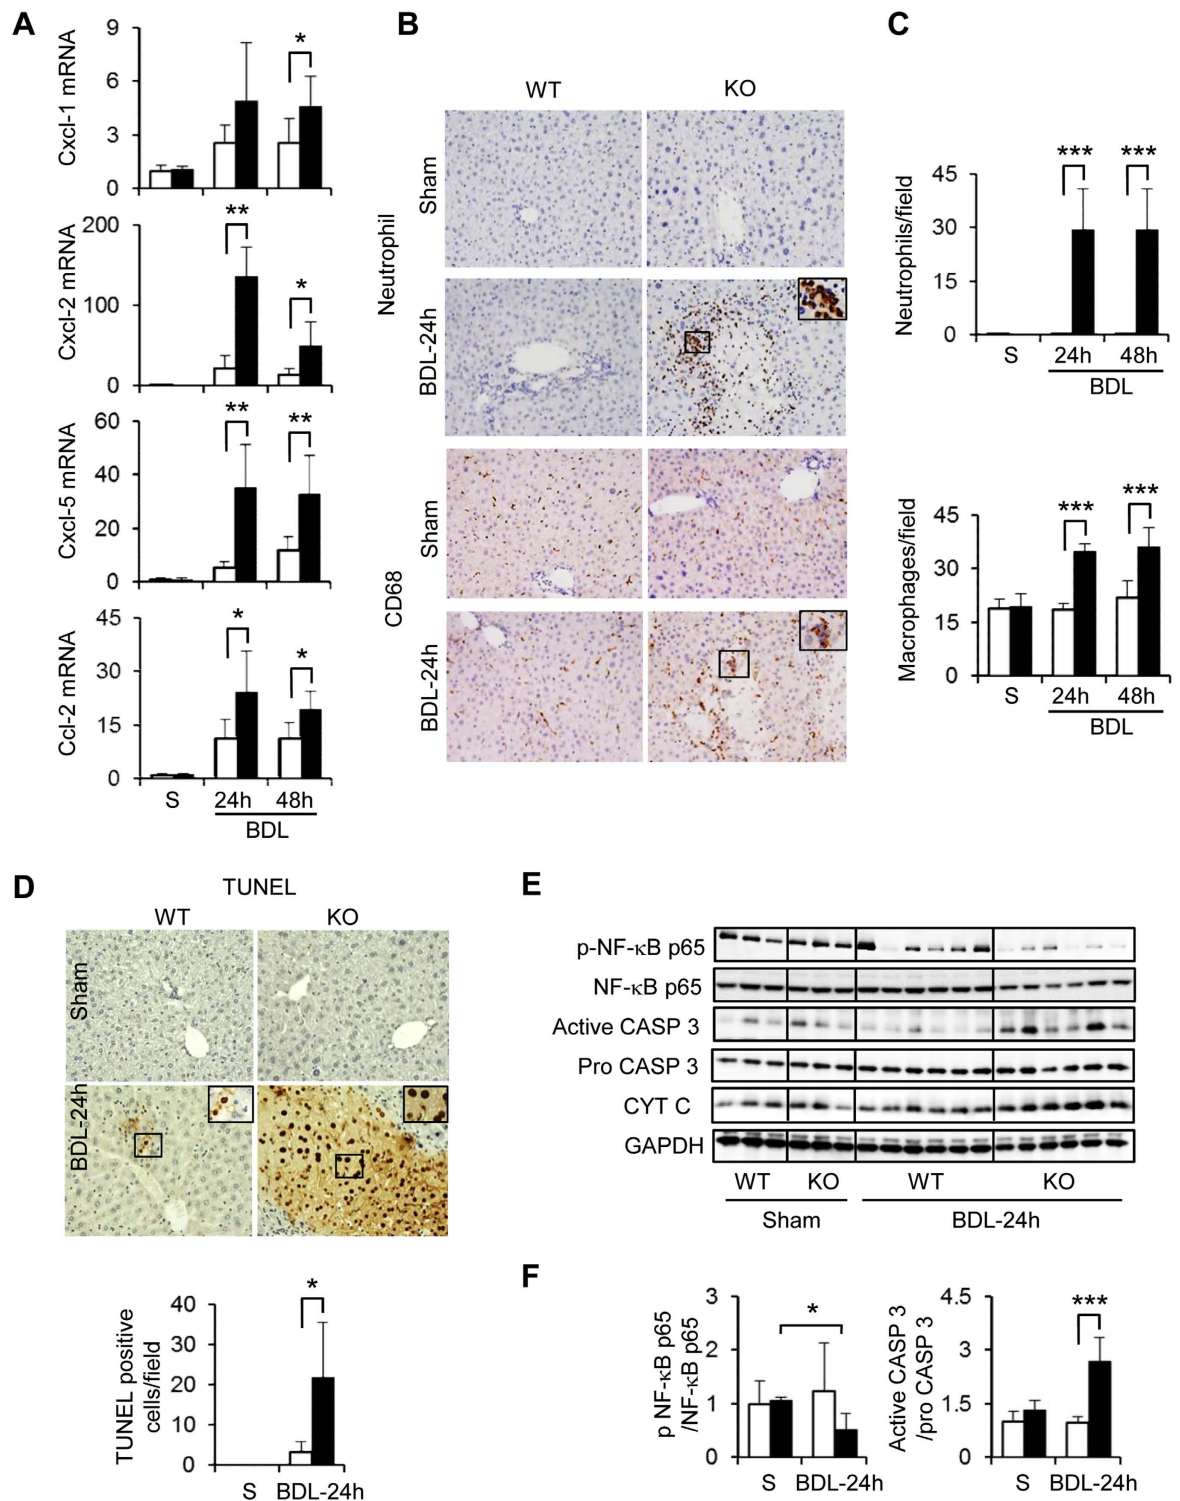 A
Cxcl-1 mRNA
9
6
3
0
*
Cxcl-2 mRNA
200
100
0
**
*
Cxcl-5 mRNA
60
40
20
0
**
**
Ccl-2 mRNA
45
30
15
0
*
*
S
24h
48h
BDL
B
WT
KO
Neutrophil
Sham
BDL-24h
CD68
Sham
BDL-24h
C
Neutrophils/field
45
30
15
0
***
***
S
24h
48h
BDL
Macrophages/field
45
30
15
0
***
***
S
24h
48h
BDL
D
TUNEL
WT
KO
Sham
BDL-24h
TUNEL positive
cells/field
40
30
20
10
0
*
S
BDL-24h
E
p-NF-κB p65
NF-κB p65
Active CASP 3
Pro CASP 3
CYT C
GAPDH
WT
KO
WT
KO
Sham
BDL-24h
F
p NF-κB p65
/NF-κB p65
3
2
1
0
*
S
BDL-24h
Active CASP 3
/pro CASP 3
4.5
3
1.5
0
***
S
BDL-24h